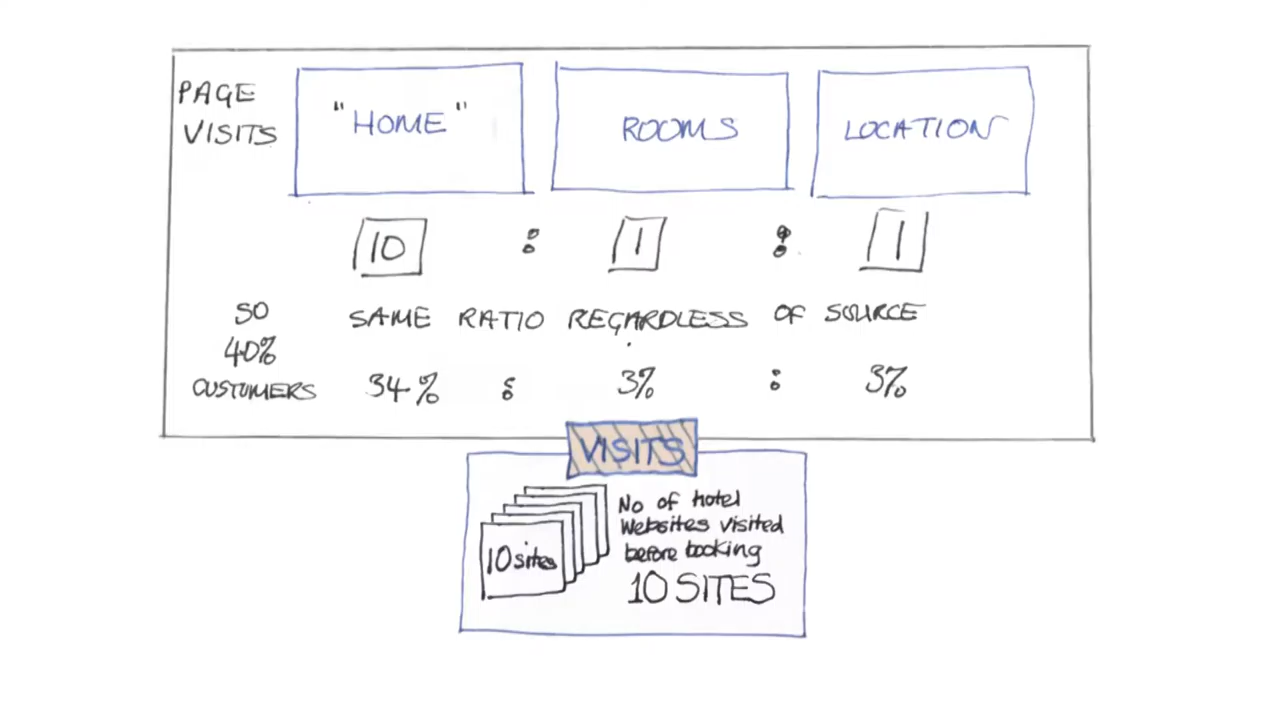 PAGE
VISITS
"HOME"
ROOMS
LOCATION
10 : 1 : 1
SO
40%
CUSTOMERS
SAME RATIO REGARDLESS OF SOURCE
34% : 3% : 3%
VISITS
10 sites
No of hotel
Websites visited
before booking
10 SITES